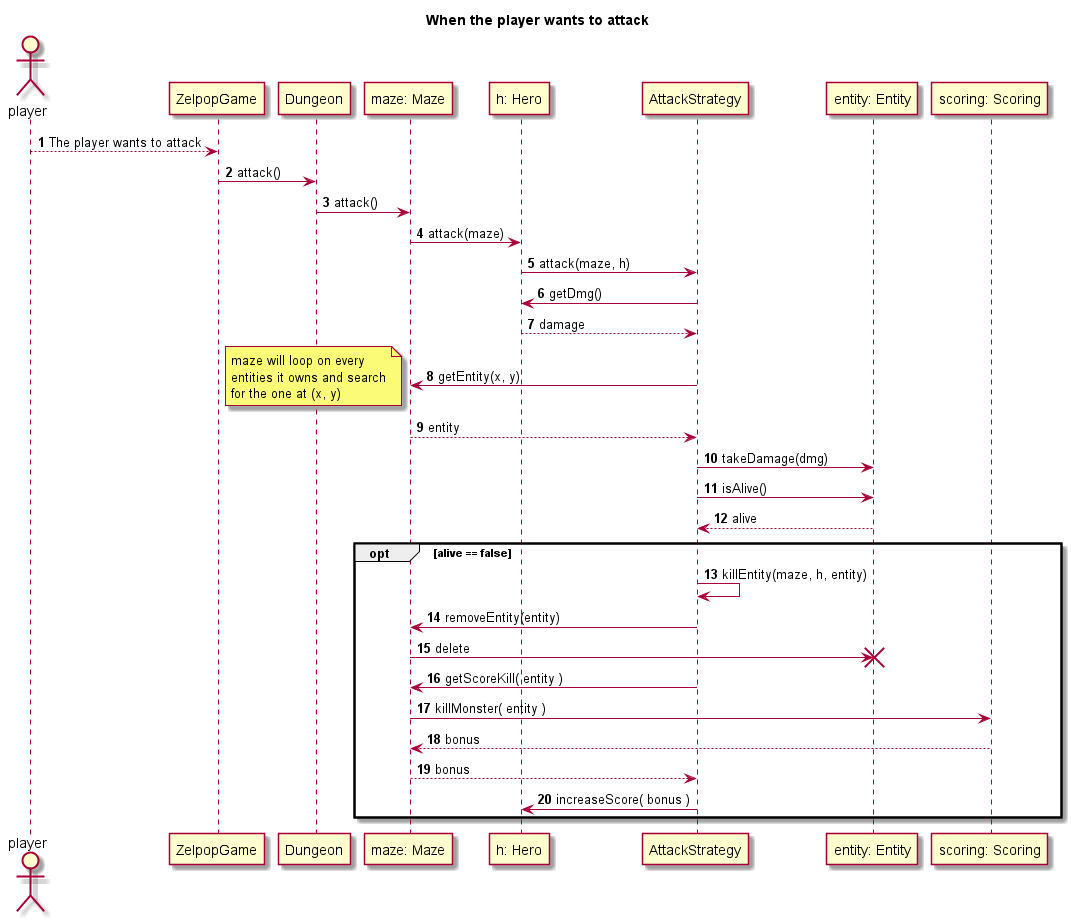 When the player wants to attack
player
ZelpopGame
Dungeon
maze: Maze
h: Hero
AttackStrategy
entity: Entity
scoring: Scoring
1 The player wants to attack
2 attack()
3 attack()
4 attack(maze)
5 attack(maze, h)
6 getDmg()
7 damage
maze will loop on every
entities it owns and search
for the one at (x, y)
8 getEntity(x, y)
9 entity
10 takeDamage(dmg)
11 isAlive()
12 alive
opt [alive == false]
13 killEntity(maze, h, entity)
14 removeEntity(entity)
15 delete
16 getScoreKill( entity )
17 killMonster( entity )
18 bonus
19 bonus
20 increaseScore( bonus )
player
ZelpopGame
Dungeon
maze: Maze
h: Hero
AttackStrategy
entity: Entity
scoring: Scoring